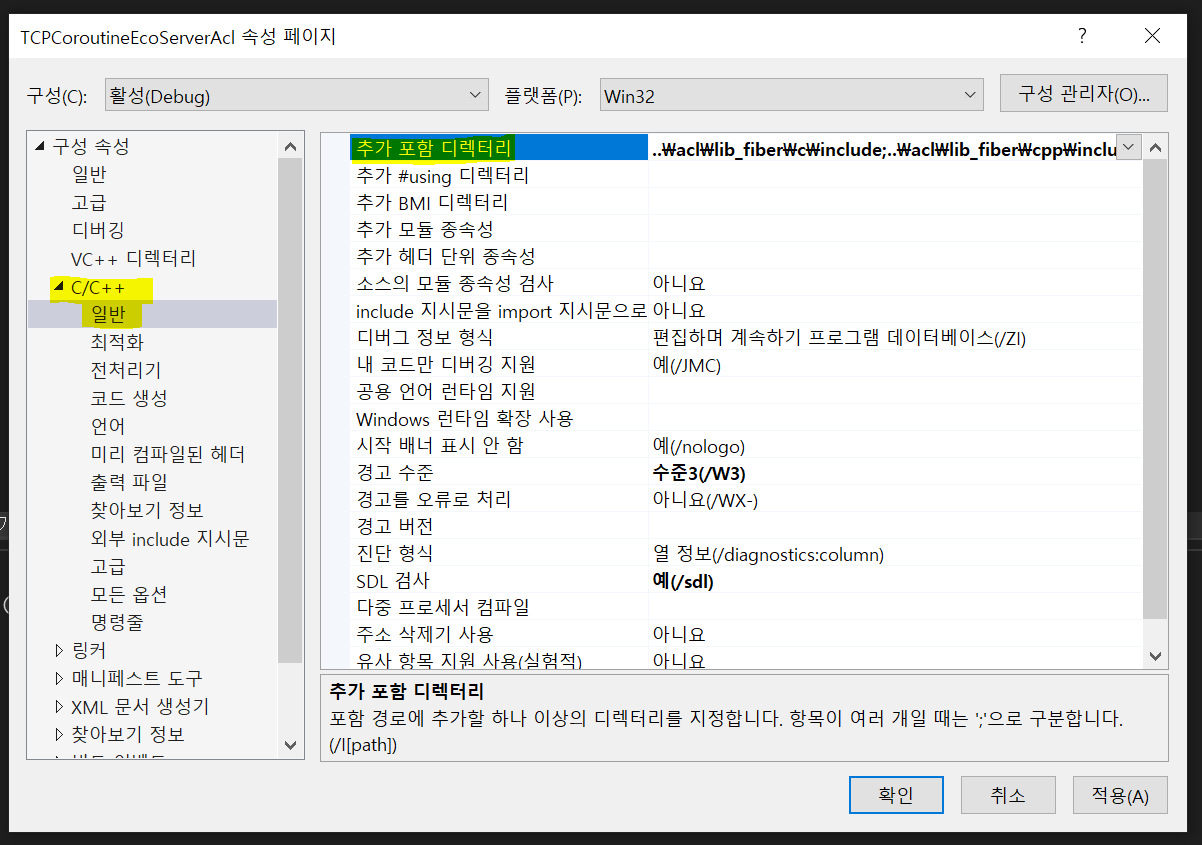 TCPCoroutineEcoServerAcl 속성 페이지
?
구성(C): 활성(Debug) 플랫폼(P): Win32 구성 관리자(O)...
구성 속성
일반
고급
디버깅
VC++ 디렉터리
C/C++
일반
최적화
전처리기
코드 생성
언어
미리 컴파일된 헤더
출력 파일
찾아보기 정보
외부 include 지시문
고급
모든 옵션
명령줄
링커
매니페스트 도구
XML 문서 생성기
찾아보기 정보
추가 포함 디렉터리 ..₩acl₩lib_fiber₩c₩include;..₩acl₩lib_fiber₩cpp₩inclu
추가 #using 디렉터리
추가 BMI 디렉터리
추가 모듈 종속성
추가 헤더 단위 종속성
소스의 모듈 종속성 검사 아니요
include 지시문을 import 지시문으로 아니요
디버그 정보 형식 편집하며 계속하기 프로그램 데이터베이스(/ZI)
내 코드만 디버깅 지원 예(/JMC)
공용 언어 런타임 지원
Windows 런타임 확장 사용
시작 배너 표시 안 함 예(/nologo)
경고 수준 수준3(/W3)
경고를 오류로 처리 아니요(/WX-)
경고 버전
진단 형식 열 정보(/diagnostics:column)
SDL 검사 예(/sdl)
다중 프로세서 컴파일
주소 삭제기 사용 아니요
유사 항목 지원 사용(실험적) 아니요
추가 포함 디렉터리
포함 경로에 추가할 하나 이상의 디렉터리를 지정합니다. 항목이 여러 개일 때는 ';'으로 구분합니다.
(/I[path])
확인 취소 적용(A)